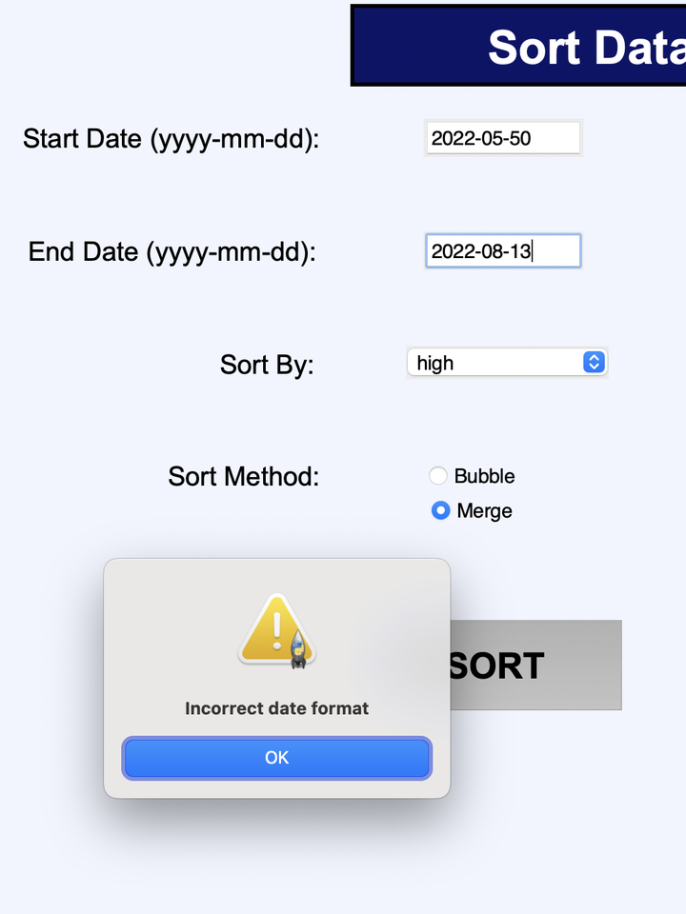 Sort Data
Start Date (yyyy-mm-dd):
2022-05-50
End Date (yyyy-mm-dd):
2022-08-13
Sort By:
high
Sort Method:
Bubble
Merge
SORT
Incorrect date format
OK